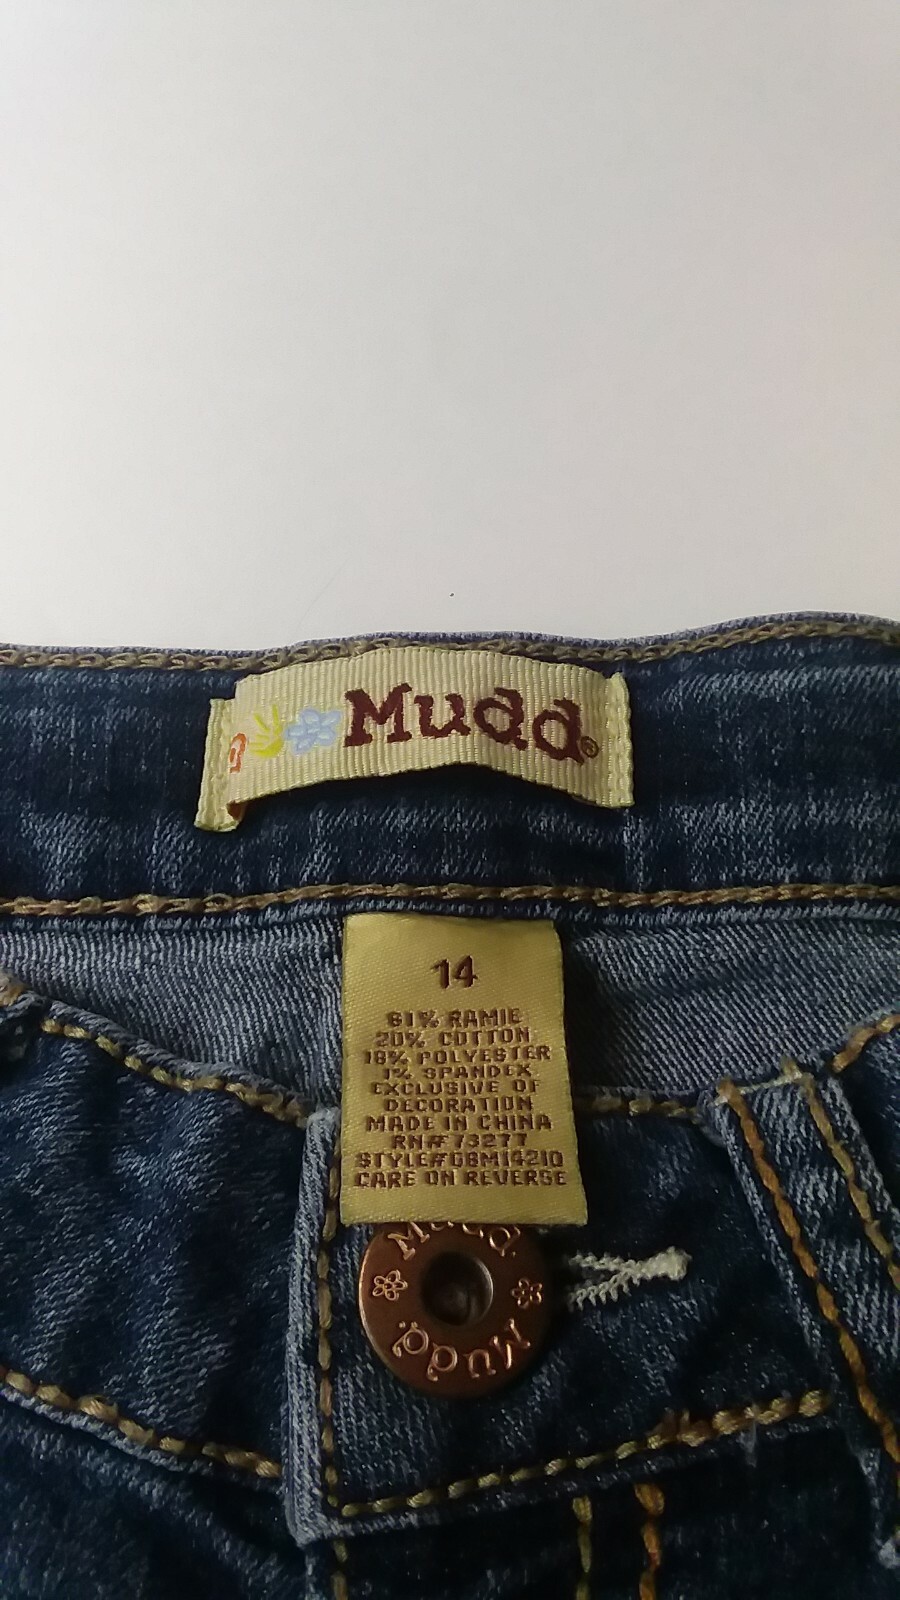 Mudd®
14
61% RAMIE
20% COTTON
18% POLYESTER
1% SPANDEX
EXCLUSIVE OF
DECORATION
MADE IN CHINA
RN# 73277
STYLE#GBM14210
CARE ON REVERSE
Mudd
Mudd